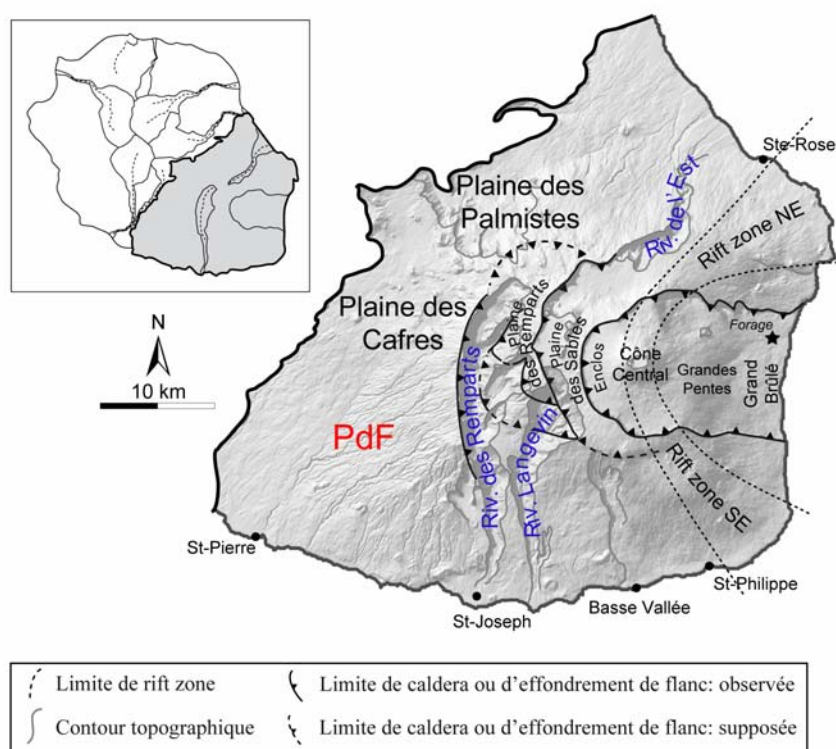 Ste-Rose
Plaine des
Palmistes
Riv. de l'Est
Rift zone NE
Plaine des
Cafres
Plaine
des Remparts
Plaine
des Sables
Enclos
Cône
Central
Forage
Grandes
Pentes
Grand
Brûlé
N
10 km
PdF
Riv. des Remparts
Riv. Langevin
Rift zone SE
St-Pierre
St-Joseph
Basse Vallée
St-Philippe
Limite de rift zone
Limite de caldera ou d'effondrement de flanc: observée
Contour topographique
Limite de caldera ou d'effondrement de flanc: supposée